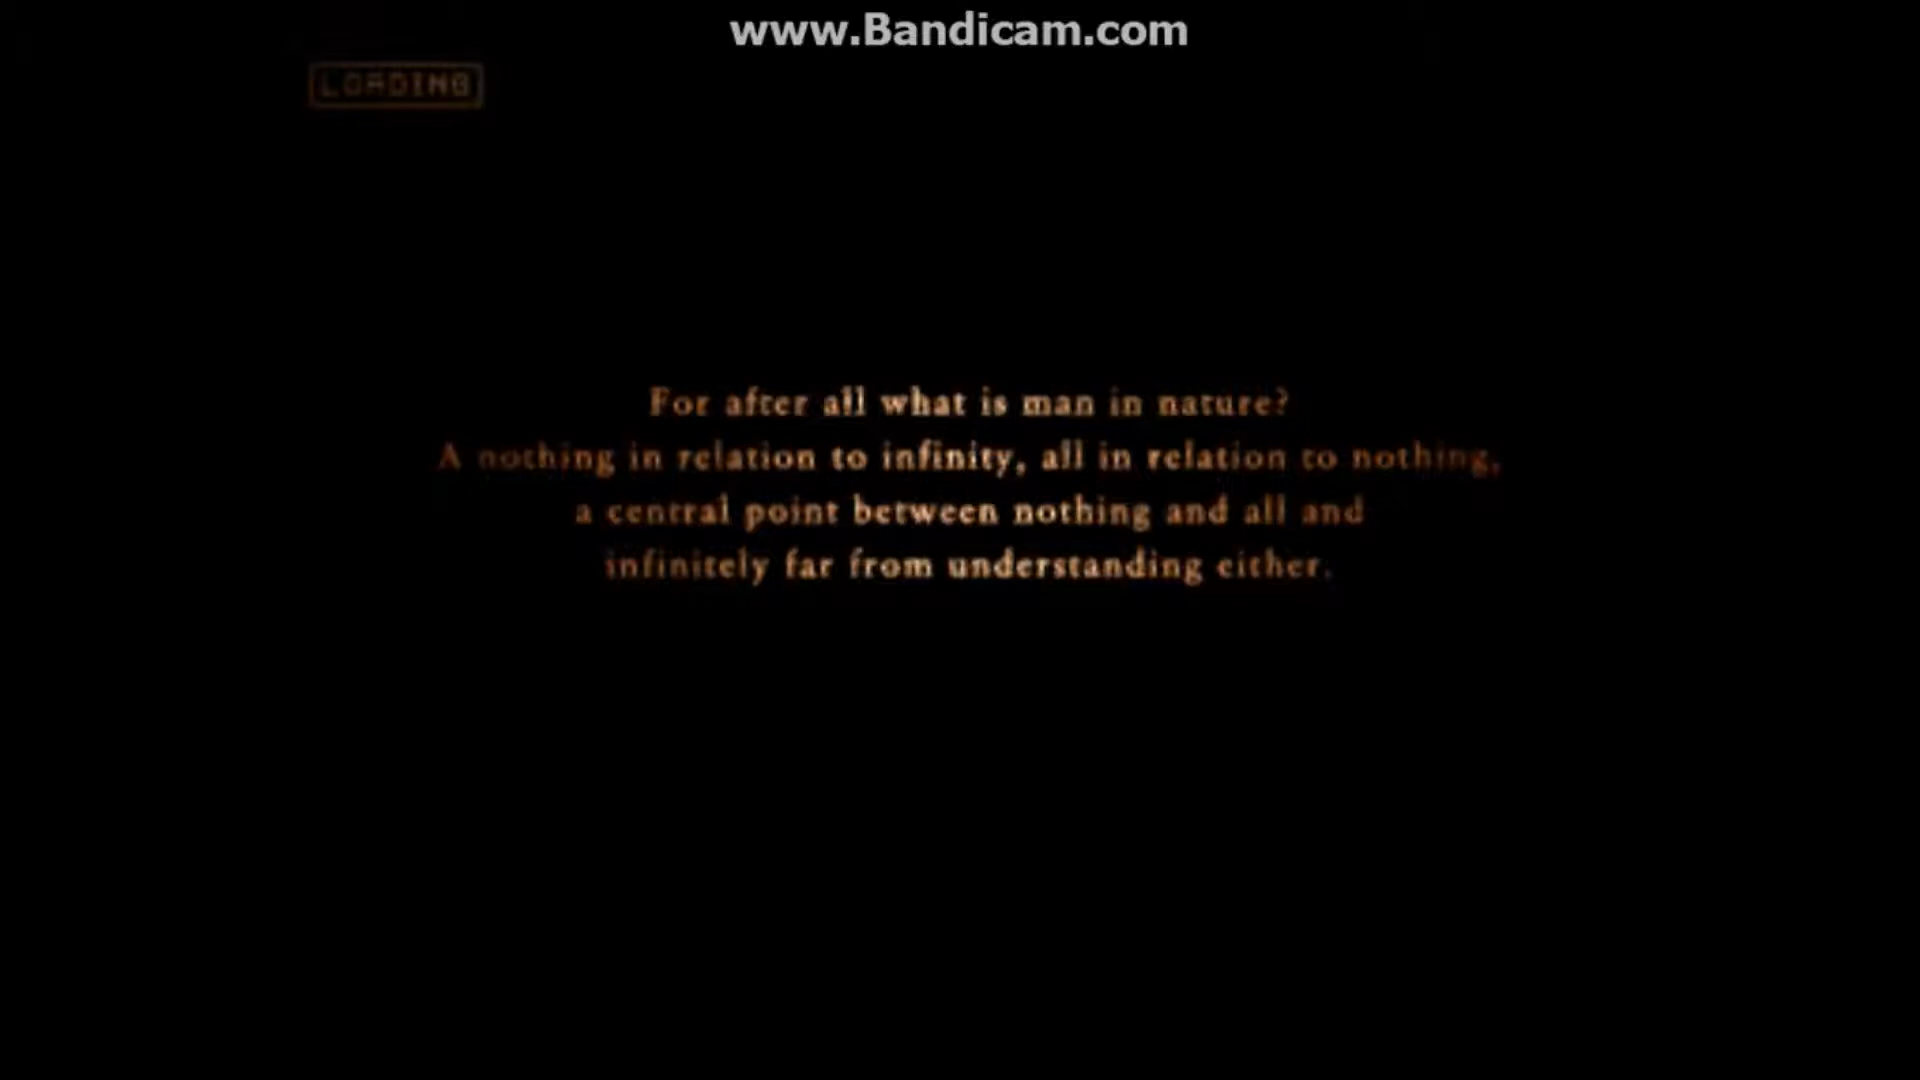 www.Bandicam.com
LOADING
For after all what is man in nature?
A nothing in relation to infinity, all in relation to nothing,
a central point between nothing and all and
infinitely far from understanding either.